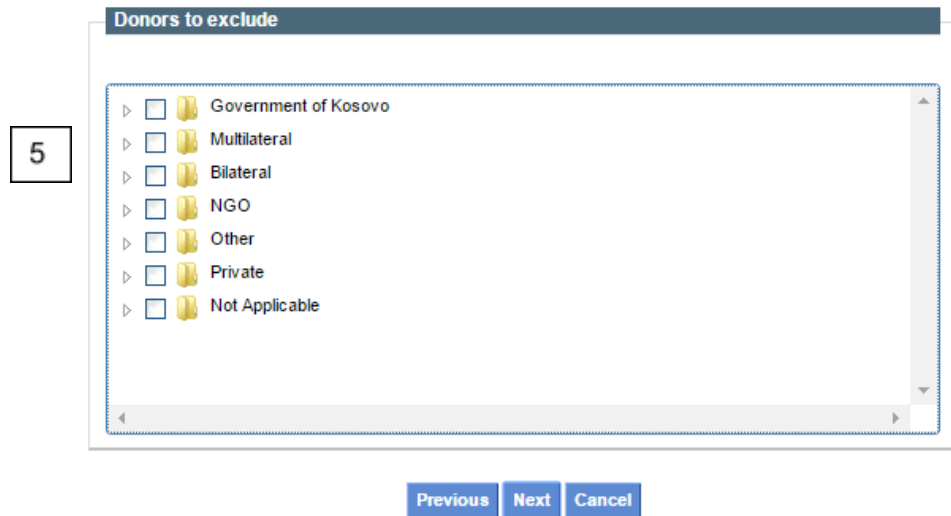 Donors to exclude
5
Government of Kosovo
Multilateral
Bilateral
NGO
Other
Private
Not Applicable
Previous Next Cancel